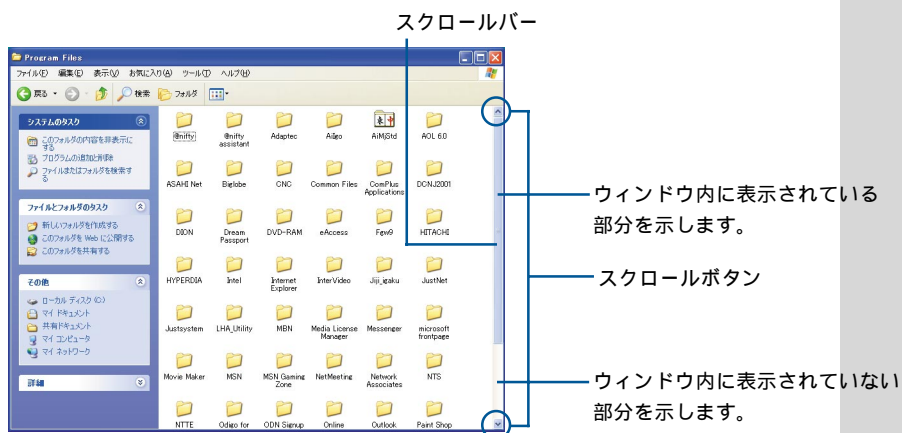 スクロールバー
Program Files
ファイル(F) 編集(E) 表示(V) お気に入り(A) ツール(T) ヘルプ(H)
戻る 検索 フォルダ
システムのタスク
このフォルダの内容を非表示に
する
プログラムの追加と削除
ファイルまたはフォルダを検索す
る
ファイルとフォルダのタスク
新しいフォルダを作成する
このフォルダを Web に公開する
このフォルダを共有する
その他
ローカル ディスク (C:)
マイ ドキュメント
共有ドキュメント
マイ コンピュータ
マイ ネットワーク
詳細
@nifty
@nifty
assistant
Adaptec
Ai2go
AiMjStd
AOL 6.0
ASAHI Net
Biglobe
CNC
Common Files
ComPlus
Applications
DCNJ2001
DION
Dream
Passport
DVD-RAM
eAccess
Fgw9
HITACHI
HYPERDIA
Intel
Internet
Explorer
InterVideo
Jiji_igaku
JustNet
Justsystem
LHA_Utility
MBN
Media License
Manager
Messenger
microsoft
frontpage
Movie Maker
MSN
MSN Gaming
Zone
NetMeeting
Network
Associates
NTS
NTTE
Odigo for
ODN Signup
Online
Outlook
Paint Shop
ウィンドウ内に表示されている
部分を示します。
スクロールボタン
ウィンドウ内に表示されていない
部分を示します。